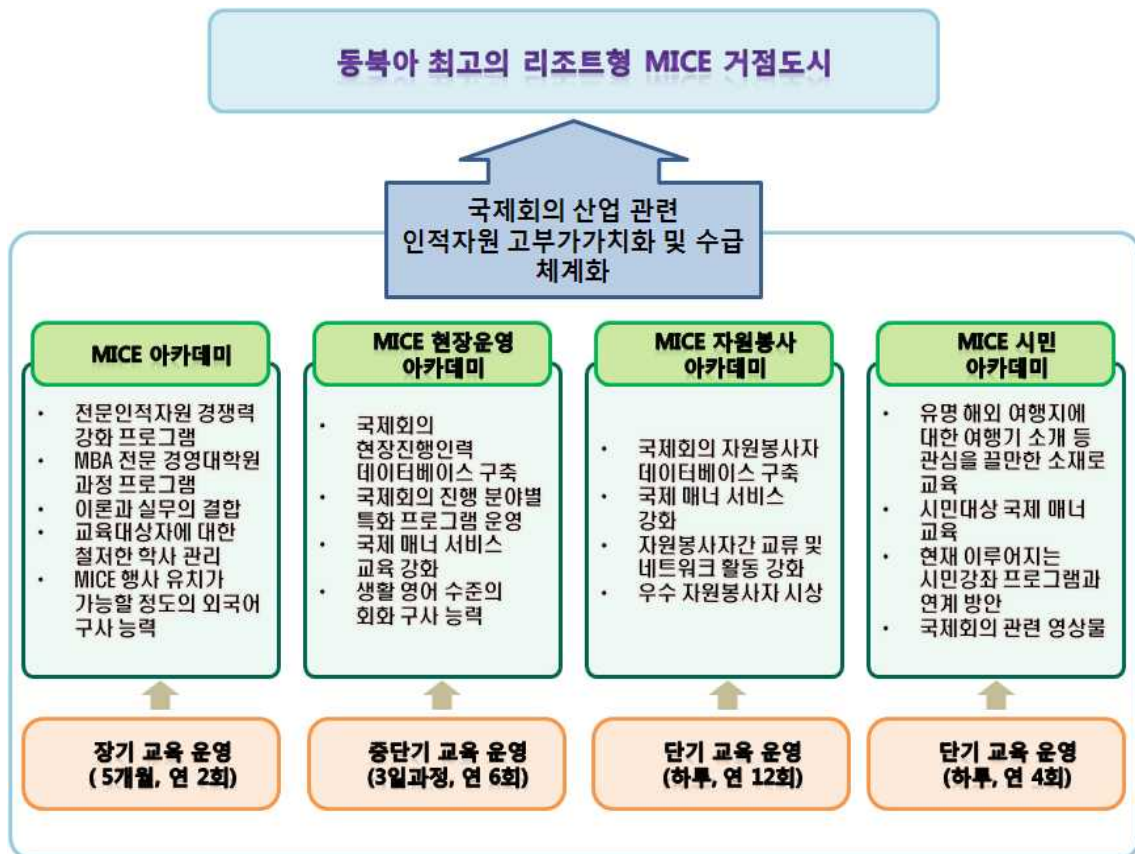 동북아 최고의 리조트형 MICE 거점도시
국제회의 산업 관련
인적자원 고부가가치화 및 수급
체계화
MICE 아카데미
• 전문인적자원 경쟁력
강화 프로그램
• MBA 전문 경영대학원
과정 프로그램
• 이론과 실무의 결합
• 교육대상자에 대한
철저한 학사 관리
• MICE 행사 유치가
가능할 정도의 외국어
구사 능력
장기 교육 운영
( 5개월, 연 2회)
MICE 현장운영
아카데미
• 국제회의
현장진행인력
데이터베이스 구축
• 국제회의 진행 분야별
특화 프로그램 운영
• 국제 매너 서비스
교육 강화
• 생활 영어 수준의
회화 구사 능력
중단기 교육 운영
(3일과정, 연 6회)
MICE 자원봉사
아카데미
• 국제회의 자원봉사자
데이터베이스 구축
• 국제 매너 서비스
강화
• 자원봉사자간 교류 및
네트워크 활동 강화
• 우수 자원봉사자 시상
단기 교육 운영
(하루, 연 12회)
MICE 시민
아카데미
• 유명 해외 여행지에
대한 여행기 소개 등
관심을 끌만한 소재로
교육
• 시민대상 국제 매너
교육
• 현재 이루어지는
시민강좌 프로그램과
연계 방안
• 국제회의 관련 영상물
단기 교육 운영
(하루, 연 4회)